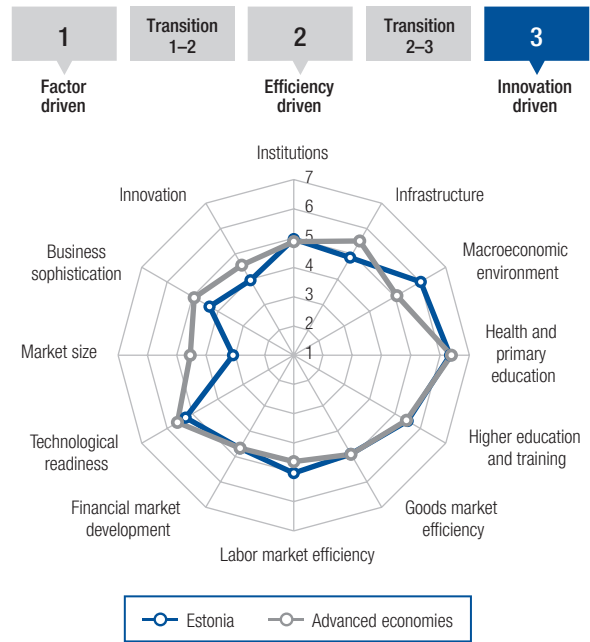 1
Transition
1–2
2
Transition
2–3
3
Factor
driven
Efficiency
driven
Innovation
driven
Institutions
7
6
5
4
3
2
1
Infrastructure
Macroeconomic
environment
Health and
primary
education
Higher education
and training
Goods market
efficiency
Labor market efficiency
Financial market
development
Technological
readiness
Market size
Business
sophistication
Innovation
Estonia
Advanced economies